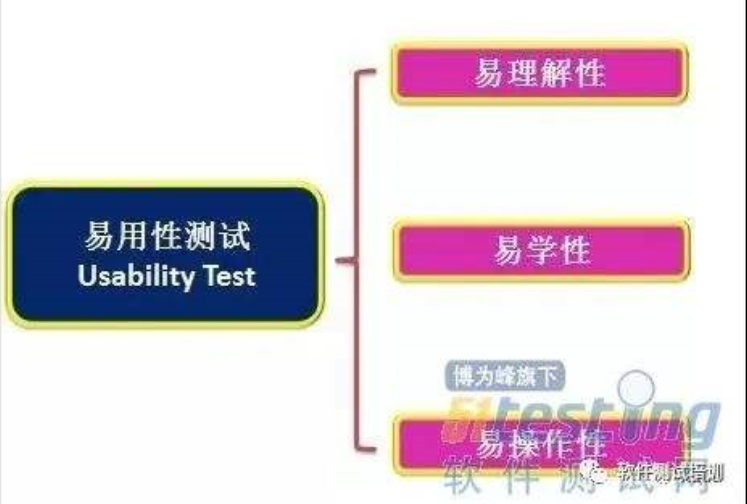 易理解性
易用性测试
Usability Test
易学性
博为峰旗下
51testing
易操作性
软件测试网
软件测试培训